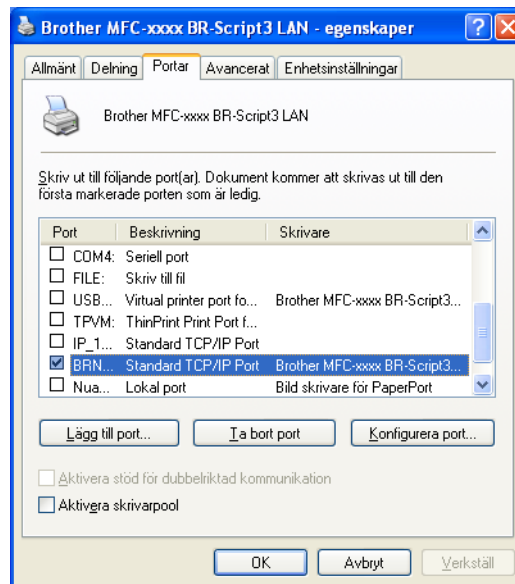 Brother MFC-xxxx BR-Script3 LAN - egenskaper
Allmänt Delning Portar Avancerat Enhetsinställningar
Brother MFC-xxxx BR-Script3 LAN
Skriv ut till följande port(ar). Dokument kommer att skrivas ut till den
första markerade porten som är ledig.
Port Beskrivning Skrivare
COM4: Seriell port
FILE: Skriv till fil
USB... Virtual printer port fo... Brother MFC-xxxx BR-Script3...
TPVM: ThinPrint Print Port f...
IP_1... Standard TCP/IP Port
BRN... Standard TCP/IP Port Brother MFC-xxxx BR-Script3...
Nua... Lokal port Bild skrivare för PaperPort
Lägg till port... Ta bort port Konfigurera port...
Aktivera stöd för dubbelriktad kommunikation
Aktivera skrivarpool
OK Avbryt Verkställ